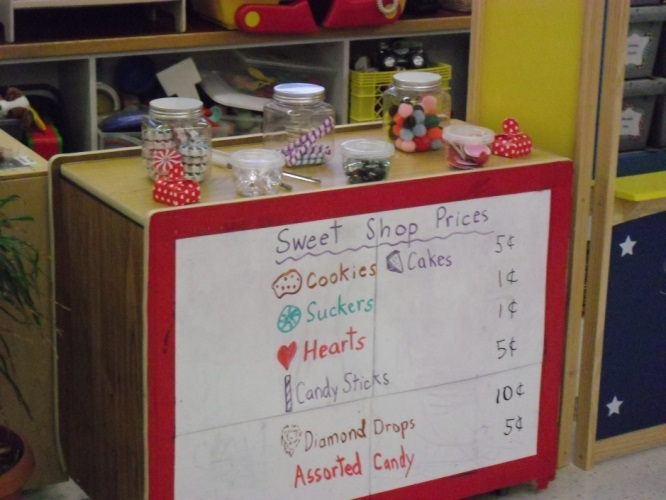 Sweet Shop Prices
Cookies Cakes 5¢
Suckers 1¢
Hearts 1¢
Candy Sticks 5¢
Diamond Drops 10¢
Assorted Candy 5¢